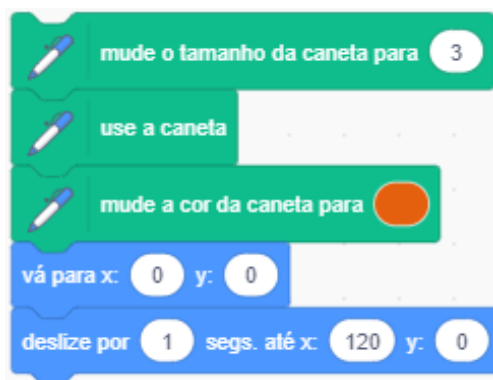 mude o tamanho da caneta para 3
use a caneta
mude a cor da caneta para
vá para x: 0 y: 0
deslize por 1 segs. até x: 120 y: 0